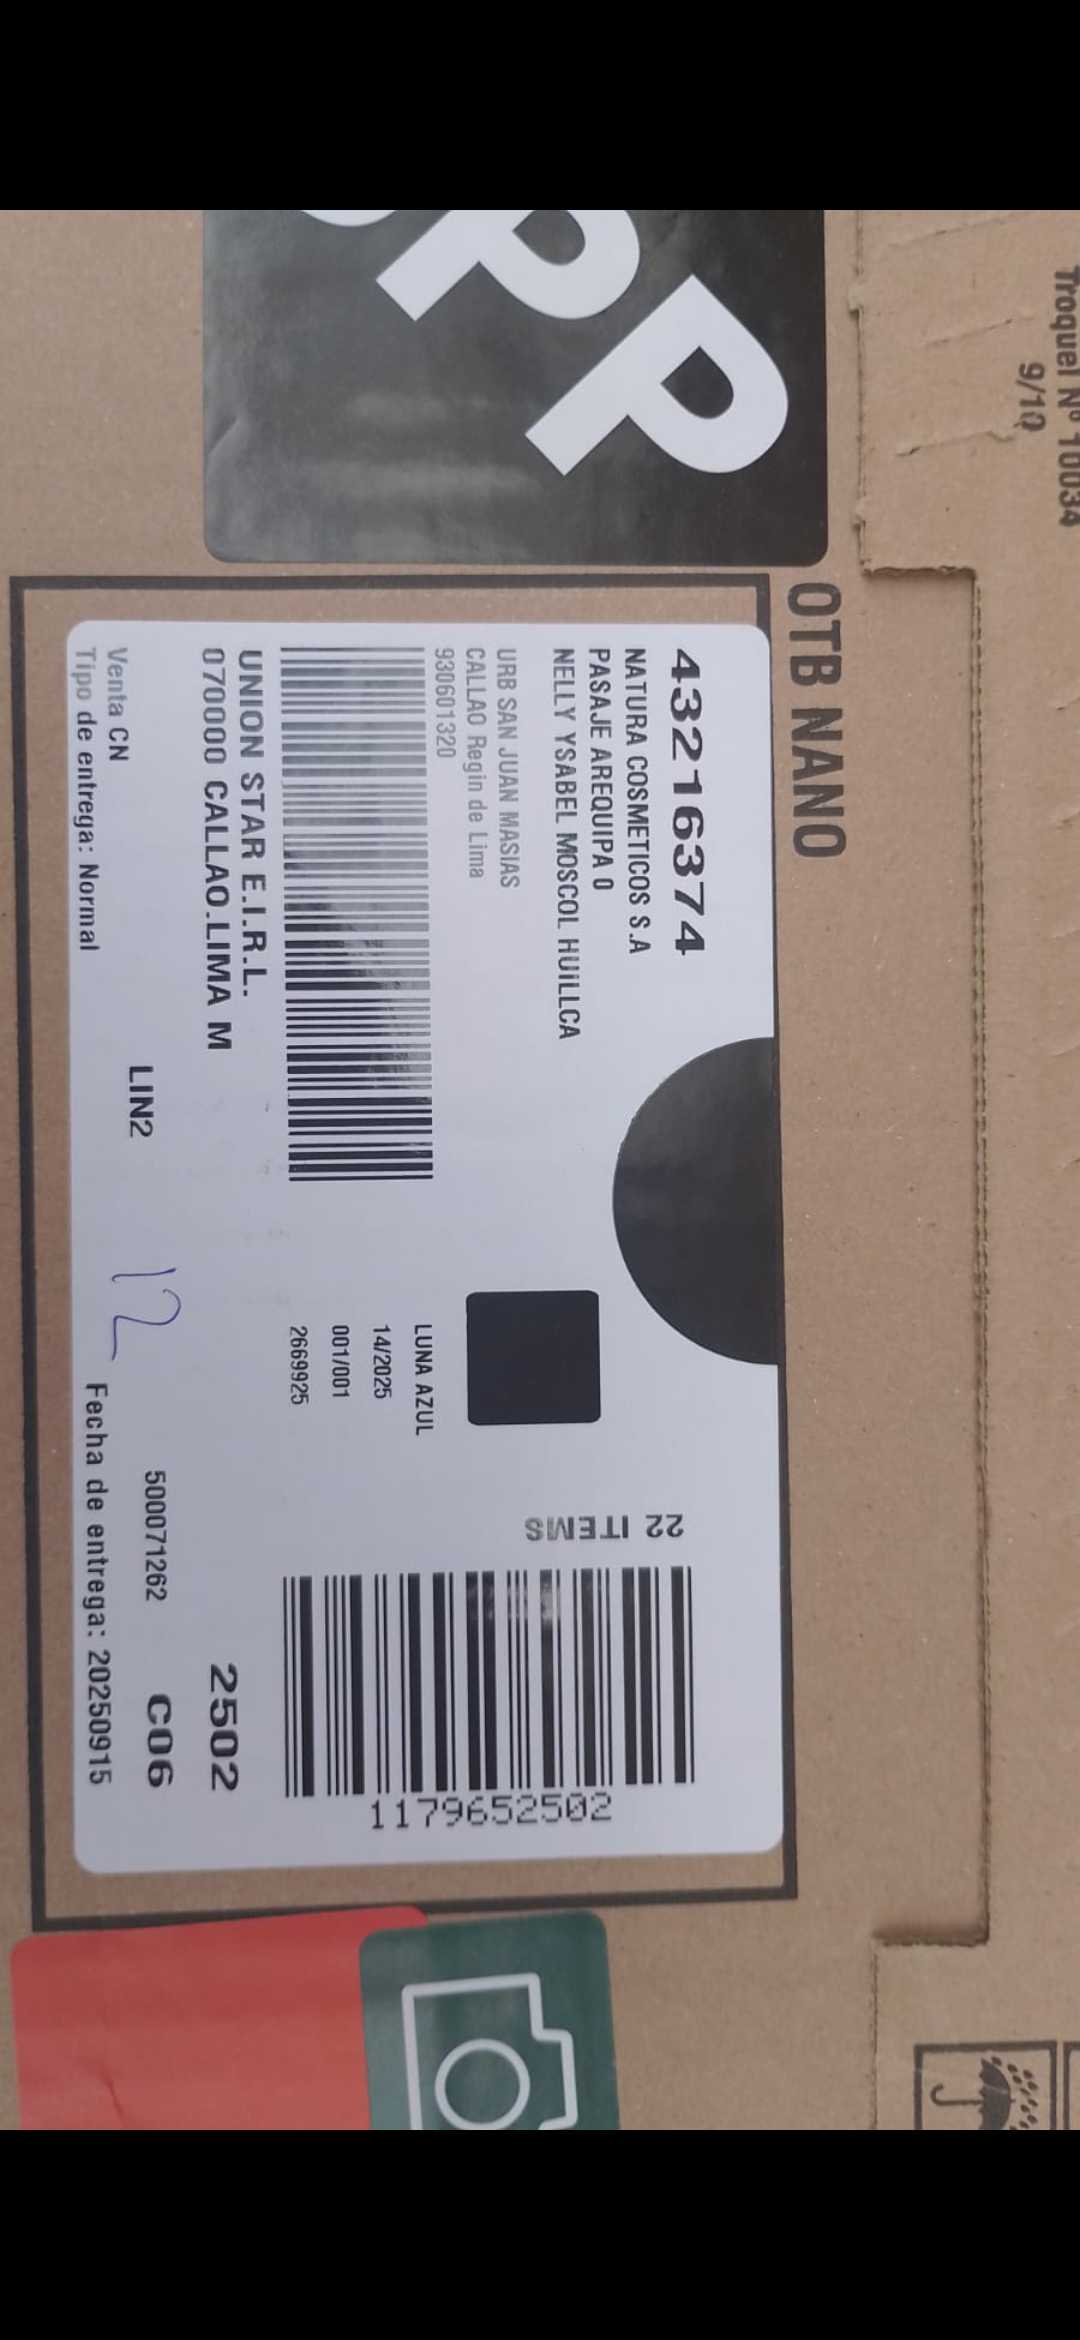 Troquel Nº 10034
9/10
PP
OTB NANO
43216374
NATURA COSMETICOS S.A
PASAJE AREQUIPA 0
NELLY YSABEL MOSCOL HUILLCA
URB SAN JUAN MASIAS
CALLAO Regin de Lima
930601320
22 ITEMS
1179652502
LUNA AZUL
14/2025
001/001
2669925
UNION STAR E.I.R.L.
070000 CALLAO.LIMA M
2502
Venta CN
LIN2
12
500071262
C06
Tipo de entrega: Normal
Fecha de entrega: 20250915